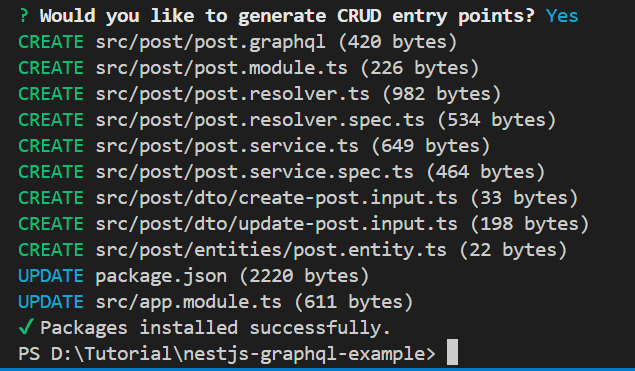 ? Would you like to generate CRUD entry points? Yes
CREATE src/post/post.graphql (420 bytes)
CREATE src/post/post.module.ts (226 bytes)
CREATE src/post/post.resolver.ts (982 bytes)
CREATE src/post/post.resolver.spec.ts (534 bytes)
CREATE src/post/post.service.ts (649 bytes)
CREATE src/post/post.service.spec.ts (464 bytes)
CREATE src/post/dto/create-post.input.ts (33 bytes)
CREATE src/post/dto/update-post.input.ts (198 bytes)
CREATE src/post/entities/post.entity.ts (22 bytes)
UPDATE package.json (2220 bytes)
UPDATE src/app.module.ts (611 bytes)
✓ Packages installed successfully.
PS D:\Tutorial\nestjs-graphql-example>